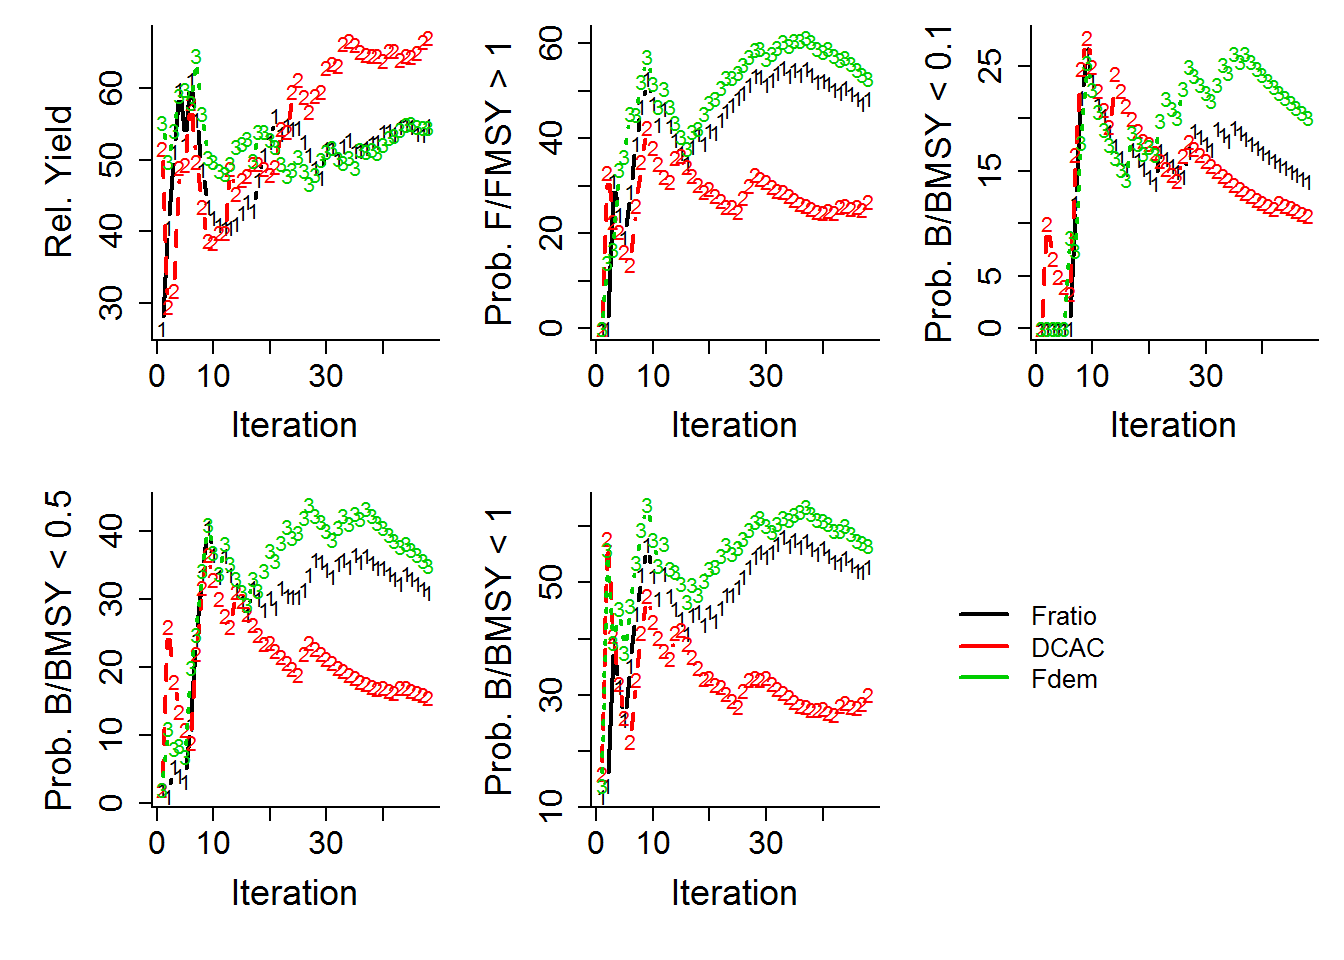 Rel. Yield
30 40 50 60
0 10 30
Iteration
Prob. F/FMSY > 1
0 20 40 60
0 10 30
Iteration
Prob. B/BMSY < 0.1
0 5 15 25
0 10 30
Iteration
Prob. B/BMSY < 0.5
0 10 20 30 40
0 10 30
Iteration
Prob. B/BMSY < 1
10 30 50
0 10 30
Iteration
Fratio
DCAC
Fdem